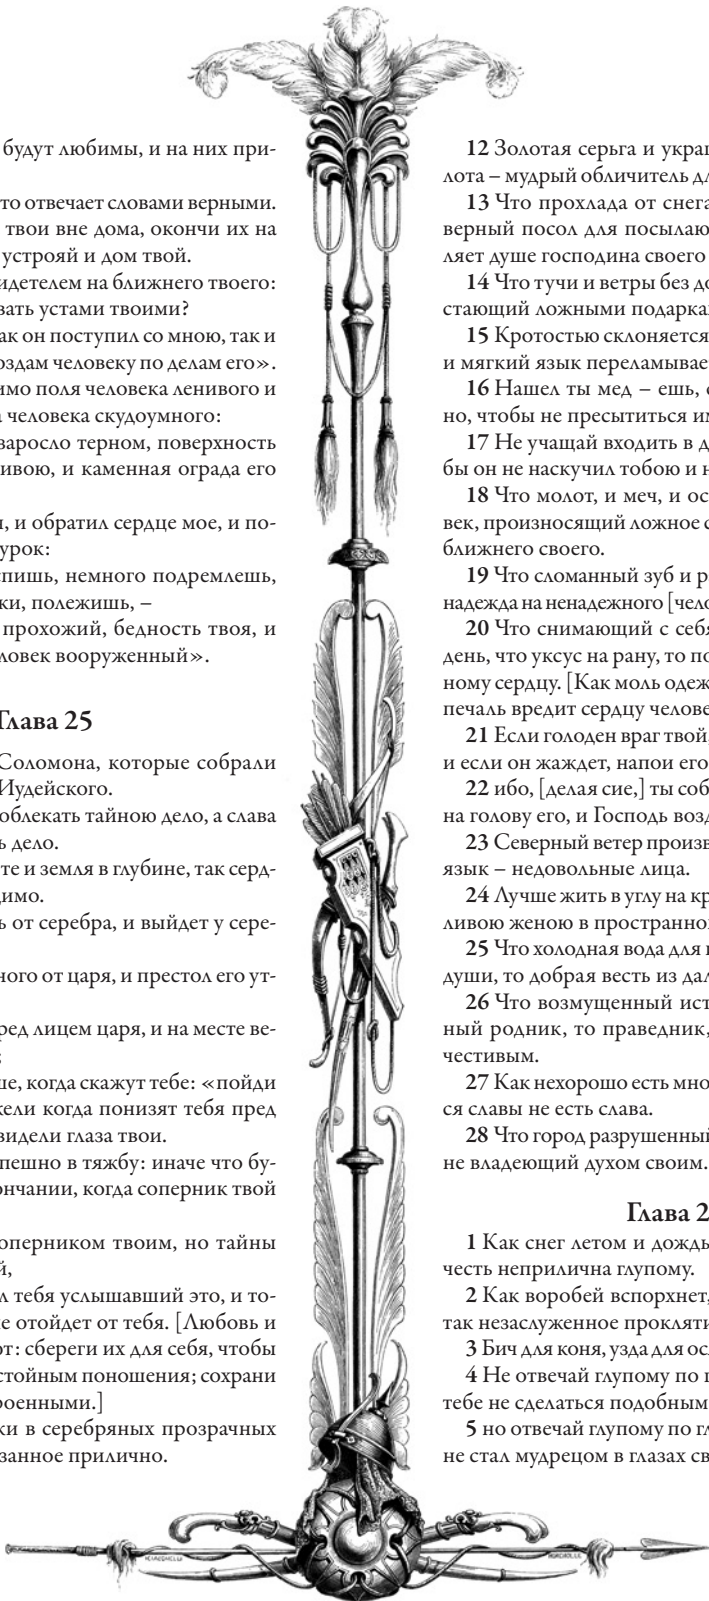 будут любимы, и на них при-
то отвечает словами верными.
твои вне дома, окончи их на
устрояй и дом твой.
идетелем на ближнего твоего:
вать устами твоими?
ак он поступил со мною, так и
оздам человеку по делам его».
имо поля человека ленивого и
а человека скудоумного:
заросло терном, поверхность
ивою, и каменная ограда его
и, и обратил сердце мое, и по-
урок:
спишь, немного подремлешь,
ки, полежишь, –
прохожий, бедность твоя, и
ловек вооруженный».
Глава 25
Соломона, которые собрали
Иудейского.
облекать тайною дело, а слава
ь дело.
те и земля в глубине, так серд-
димо.
ь от серебра, и выйдет у сере-
ного от царя, и престол его ут-
ред лицем царя, и на месте ве-
;
ше, когда скажут тебе: «пойди
жели когда понизят тебя пред
видели глаза твои.
пешно в тяжбу: иначе что бу-
ончании, когда соперник твой
оперником твоим, но тайны
й,
л тебя услышавший это, и то-
е отойдет от тебя. [Любовь и
от: сбереги их для себя, чтобы
стойным поношения; сохрани
роенными.]
ки в серебряных прозрачных
занное прилично.
12 Золотая серьга и украш
лота – мудрый обличитель дл
13 Что прохлада от снега
верный посол для посылаю
ляет душе господина своего
14 Что тучи и ветры без до
стающий ложными подаркам
15 Кротостью склоняется
и мягкий язык переламывает
16 Нашел ты мед – ешь, с
но, чтобы не пресытиться им
17 Не учащай входить в д
бы он не наскучил тобою и н
18 Что молот, и меч, и ос
век, произносящий ложное с
ближнего своего.
19 Что сломанный зуб и р
надежда на ненадежного [чело
20 Что снимающий с себя
день, что уксус на рану, то по
ному сердцу. [Как моль одеж
печаль вредит сердцу челове
21 Если голоден враг твой,
и если он жаждет, напои его
22 ибо, [делая сие,] ты соб
на голову его, и Господь возд
23 Северный ветер произв
язык – недовольные лица.
24 Лучше жить в углу на кр
ливою женою в пространно
25 Что холодная вода для
души, то добрая весть из дал
26 Что возмущенный ист
ный родник, то праведник,
честивым.
27 Как нехорошо есть мно
ся славы не есть слава.
28 Что город разрушенный
не владеющий духом своим.
Глава 2
1 Как снег летом и дождь
честь неприлична глупому.
2 Как воробей вспорхнет,
так незаслуженное прокляти
3 Бич для коня, узда для ос
4 Не отвечай глупому по г
тебе не сделаться подобным
5 но отвечай глупому по гл
не стал мудрецом в глазах св